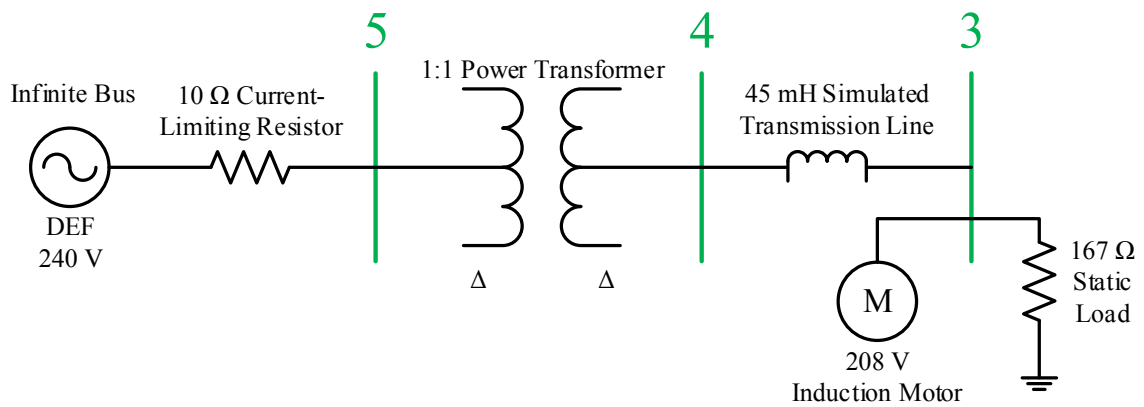 5
4
3
Infinite Bus
10 Ω Current-
Limiting Resistor
1:1 Power Transformer
45 mH Simulated
Transmission Line
DEF
240 V
Δ
Δ
M
208 V
Induction Motor
167 Ω
Static
Load